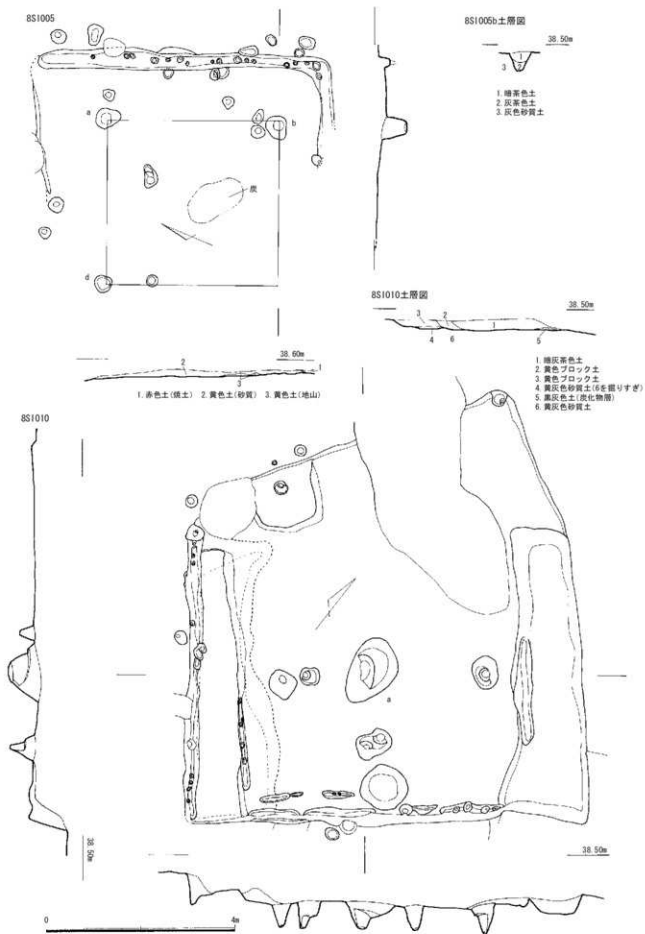 8SI005
8SI005b土層図
38.50m
1
2
3
1. 暗茶色土
2. 灰茶色土
3. 灰色砂質土
a
b
炭
d
8SI010土層図
38.50m
3
2
1
4
6
5
1. 暗灰茶色土
2. 黄色ブロック土
3. 黄色ブロック土
4. 黄灰色砂質土(6を掘りすぎ)
5. 黒灰色土(炭化物層)
6. 黄灰色砂質土
38.60m
2
1
3
1. 赤色土(焼土) 2. 黄色土(砂質) 3. 黄色土(地山)
8SI010
a
38.50m
38.50m
0
4m